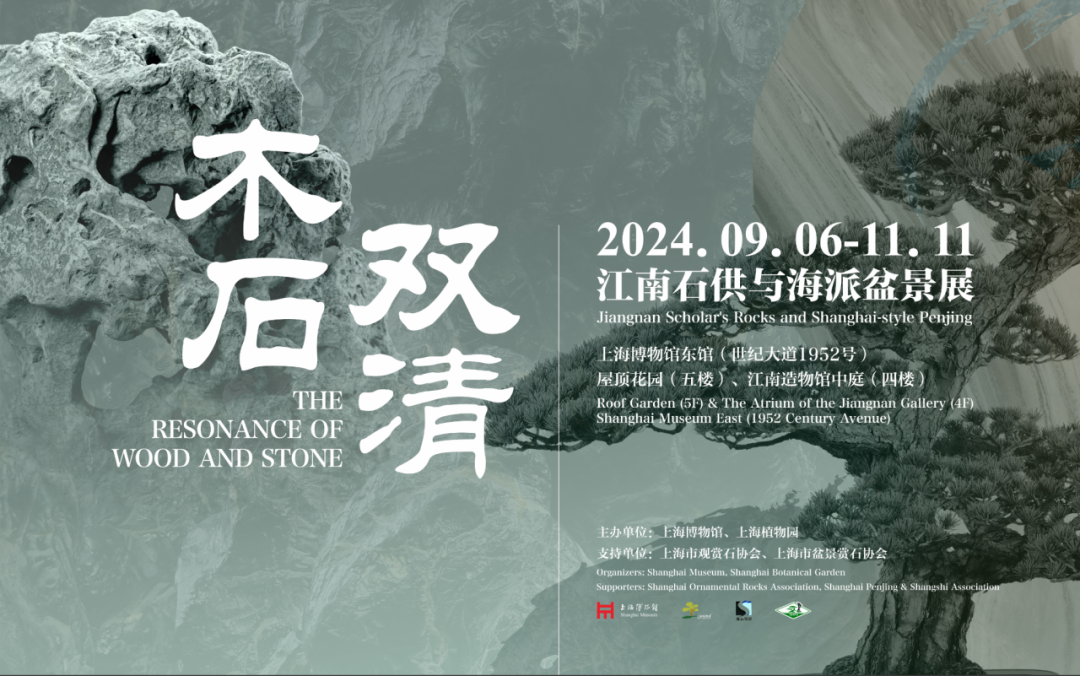 木石
双清
THE
RESONANCE OF
WOOD AND STONE
2024. 09. 06-11. 11
江南石供与海派盆景展
Jiangnan Scholar's Rocks and Shanghai-style Penjing
上海博物馆东馆（世纪大道1952号）
屋顶花园（五楼）、江南造物馆中庭（四楼）
Roof Garden (5F) & The Atrium of the Jiangnan Gallery (4F)
Shanghai Museum East (1952 Century Avenue)
主办单位：上海博物馆、上海植物园
支持单位：上海市观赏石协会、上海市盆景赏石协会
Organizers: Shanghai Museum, Shanghai Botanical Garden
Supporters: Shanghai Ornamental Rocks Association, Shanghai Penjing & Shangshi Association
上海博物馆
Shanghai Museum